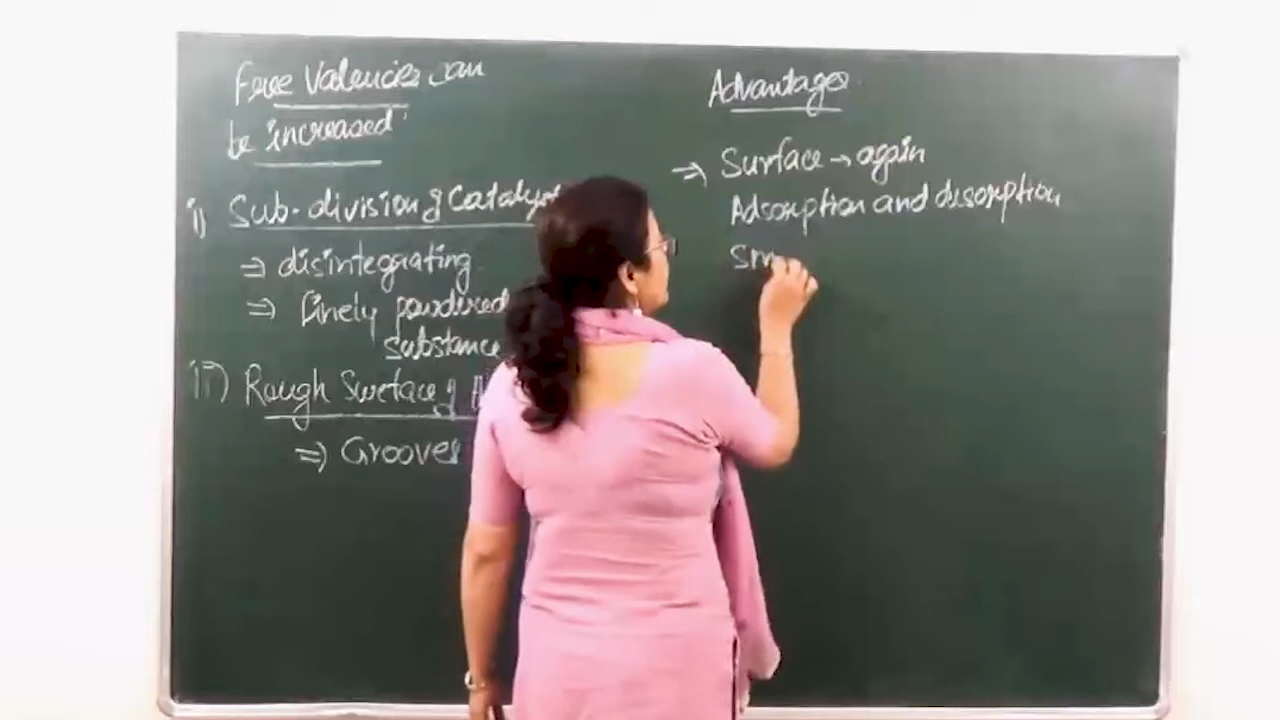 Free Valencies can
be increased
i) Sub-division of Catalyst
⇒ disintegrating
⇒ finely powdered
substance
ii) Rough Surface of
⇒ Grooves
Advantages
⇒ Surface → again
Adsorption and desorption
Sm